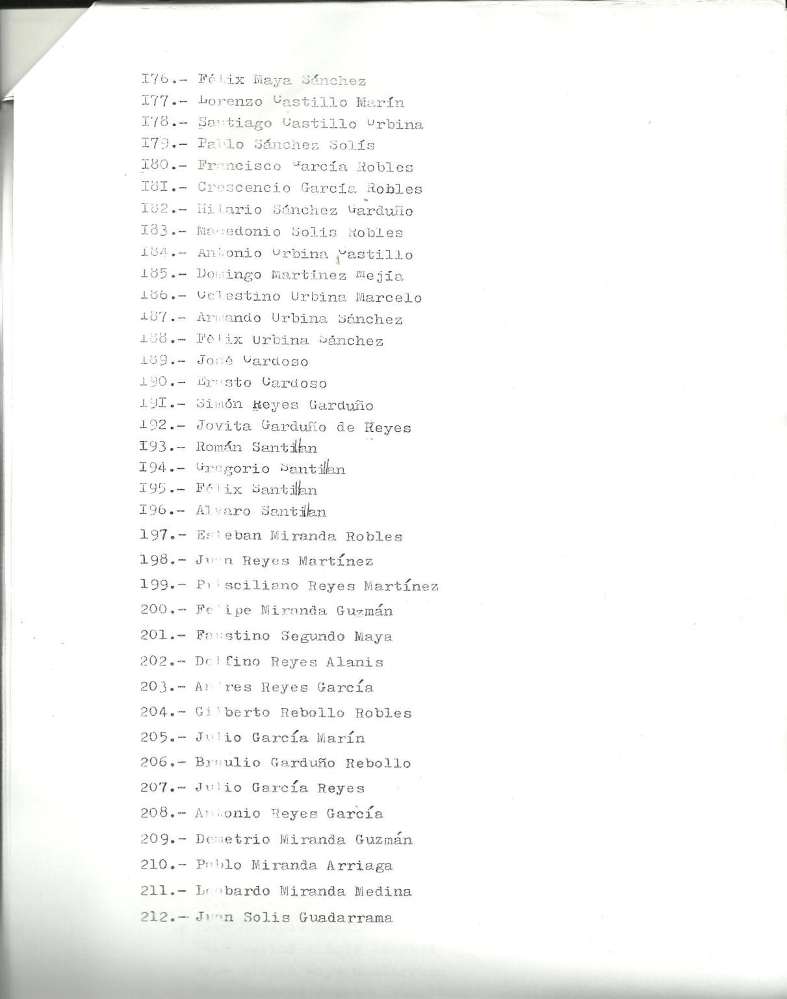 I76.- Félix Maya Sánchez
I77.- Lorenzo Castillo Marín
I78.- Santiago Castillo Urbina
I79.- Pablo Sánchez Solís
I80.- Francisco García Robles
I8I.- Crescencio García Robles
I82.- Hilario Sánchez Garduño
I83.- Macedonio Solis Robles
I84.- Antonio Urbina Castillo
I85.- Domingo Martínez Mejía
I86.- Celestino Urbina Marcelo
I87.- Armando Urbina Sánchez
I88.- Félix Urbina Sánchez
I89.- José Cardoso
I90.- Ernsto Cardoso
I9I.- Simón Reyes Garduño
I92.- Jovita Garduño de Reyes
I93.- Román Santillan
I94.- Gregorio Santillan
I95.- Félix Santillan
I96.- Alvaro Santillan
197.- Esteban Miranda Robles
198.- Juan Reyes Martínez
199.- Prisciliano Reyes Martínez
200.- Felipe Miranda Guzmán
201.- Faustino Segundo Maya
202.- Delfino Reyes Alanis
203.- Andres Reyes García
204.- Gilberto Rebollo Robles
205.- Julio García Marín
206.- Braulio Garduño Rebollo
207.- Julio García Reyes
208.- Antonio Reyes García
209.- Demetrio Miranda Guzmán
210.- Pablo Miranda Arriaga
211.- Leobardo Miranda Medina
212.- Juan Solis Guadarrama